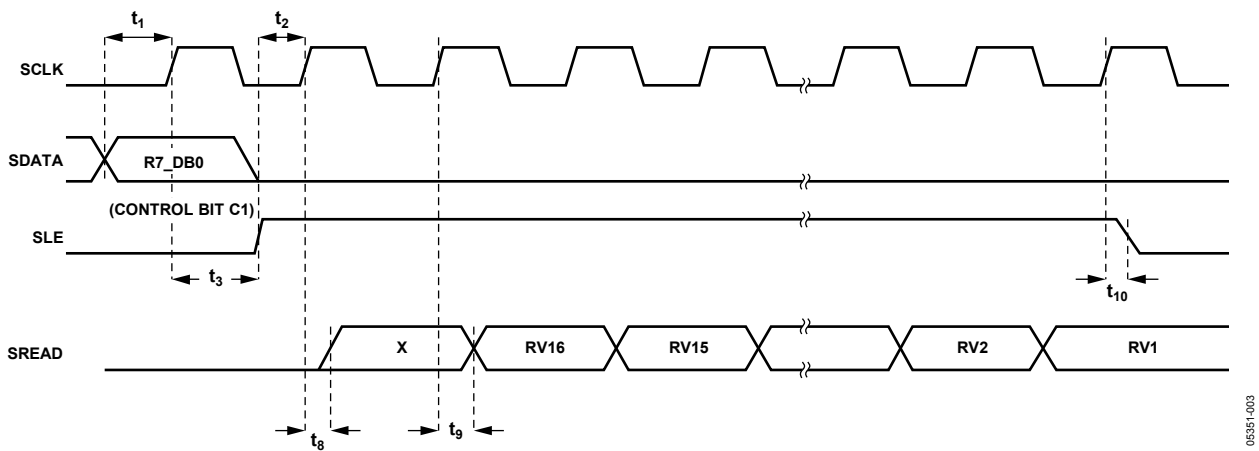 t1
t2
SCLK
SDATA
R7_DB0
(CONTROL BIT C1)
SLE
t3
t10
SREAD
X
RV16
RV15
RV2
RV1
t8
t9
05351-003